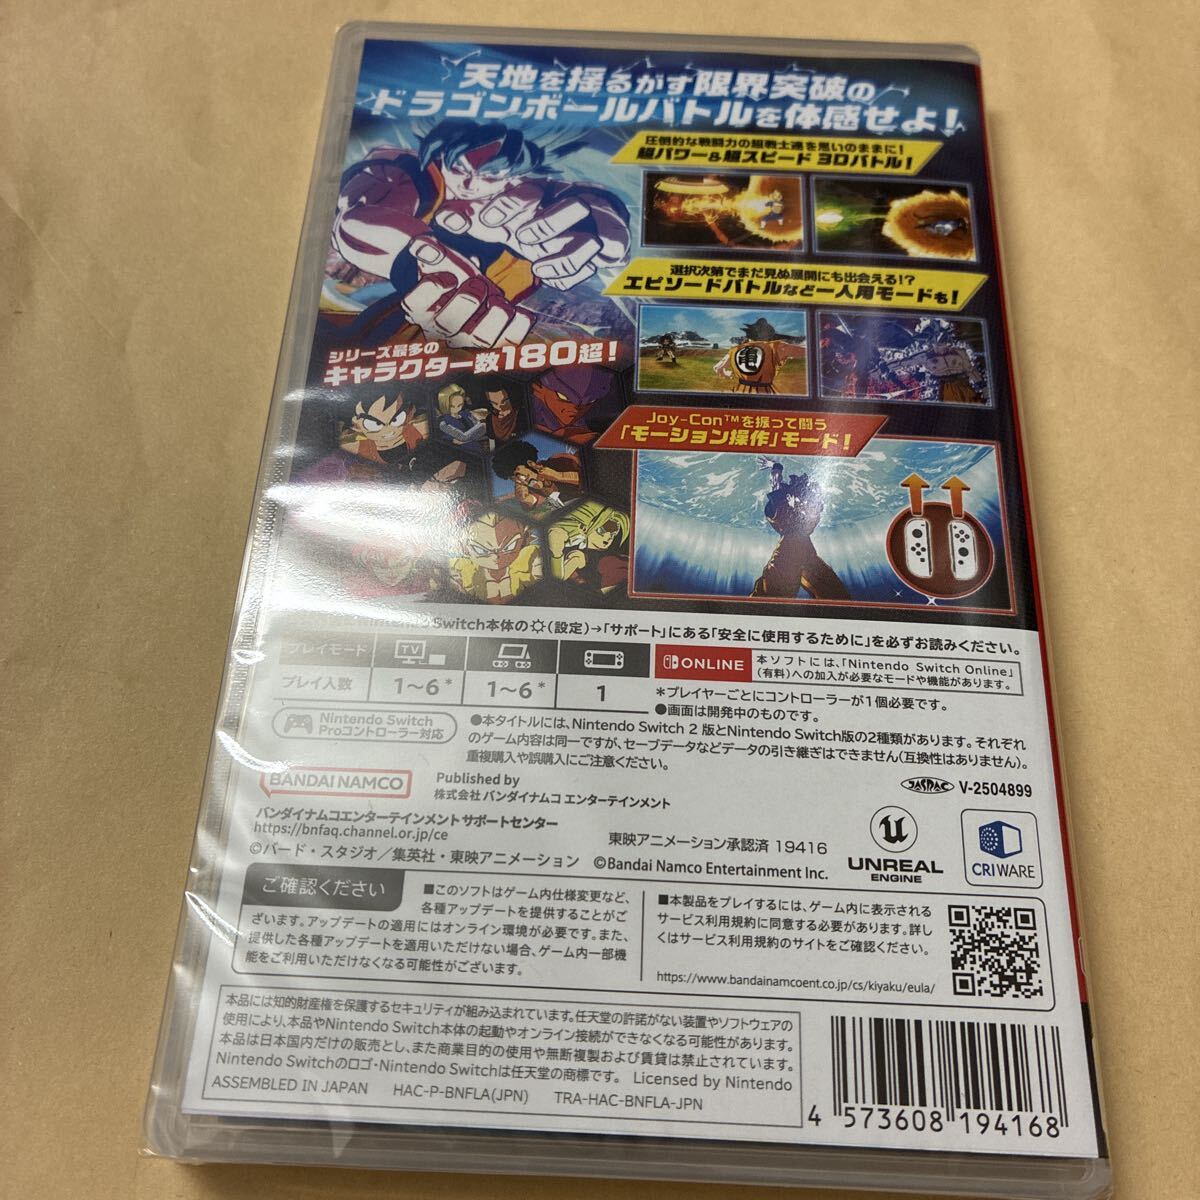 天地を揺るがす限界突破の
ドラゴンボールバトルを体感せよ!
圧倒的な戦闘力の超戦士達を思いのままに!
超パワー&超スピード 3Dバトル!
選択次第でまだ見ぬ展開にも出会える!?
エピソードバトルなど一人用モードも!
シリーズ最多の
キャラクター数180超!
亀
Joy-Con™を振って闘う
「モーション操作」モード!
Switch本体の(設定)→「サポート」にある「安全に使用するために」を必ずお読みください。
プレイモード
TV
プレイ人数
1～6*
1～6*
1
ONLINE
本ソフトには、「Nintendo Switch Online」
(有料)への加入が必要なモードや機能があります。
*プレイヤーごとにコントローラーが1個必要です。
●画面は開発中のものです。
Nintendo Switch
Proコントローラー対応
●本タイトルには、Nintendo Switch 2 版とNintendo Switch版の2種類があります。それぞれ
のゲーム内容は同一ですが、セーブデータなどデータの引き継ぎはできません(互換性はありません)。
重複購入や誤購入にご注意ください。
BANDAI NAMCO
Published by
株式会社 バンダイナムコ エンターテインメント
JASRAC V-2504899
バンダイナムコエンターテインメント サポートセンター
https://bnfaq.channel.or.jp/ce
東映アニメーション承認済 19416
©バード・スタジオ／集英社・東映アニメーション ©Bandai Namco Entertainment Inc.
UNREAL
ENGINE
CRIWARE
ご確認ください
■このソフトはゲーム内仕様変更など、
各種アップデートを提供することがご
ざいます。アップデートの適用にはオンライン環境が必要です。また、
提供した各種アップデートを適用いただけない場合、ゲーム内一部機
能をご利用いただけなくなる可能性がございます。
■本製品をプレイするには、ゲーム内に表示される
サービス利用規約に同意する必要があります。詳し
くはサービス利用規約のサイトをご確認ください。
https://www.bandainamcoent.co.jp/cs/kiyaku/eula/
本品には知的財産権を保護するセキュリティが組み込まれています。任天堂の許諾がない装置やソフトウェアの
使用により、本品やNintendo Switch本体の起動やオンライン接続ができなくなる可能性があります。
本品は日本国内だけの販売とし、また商業目的の使用や無断複製および賃貸は禁止されています。
Nintendo Switchのロゴ・Nintendo Switchは任天堂の商標です。 Licensed by Nintendo
ASSEMBLED IN JAPAN HAC-P-BNFLA(JPN) TRA-HAC-BNFLA-JPN
4 573608 194168